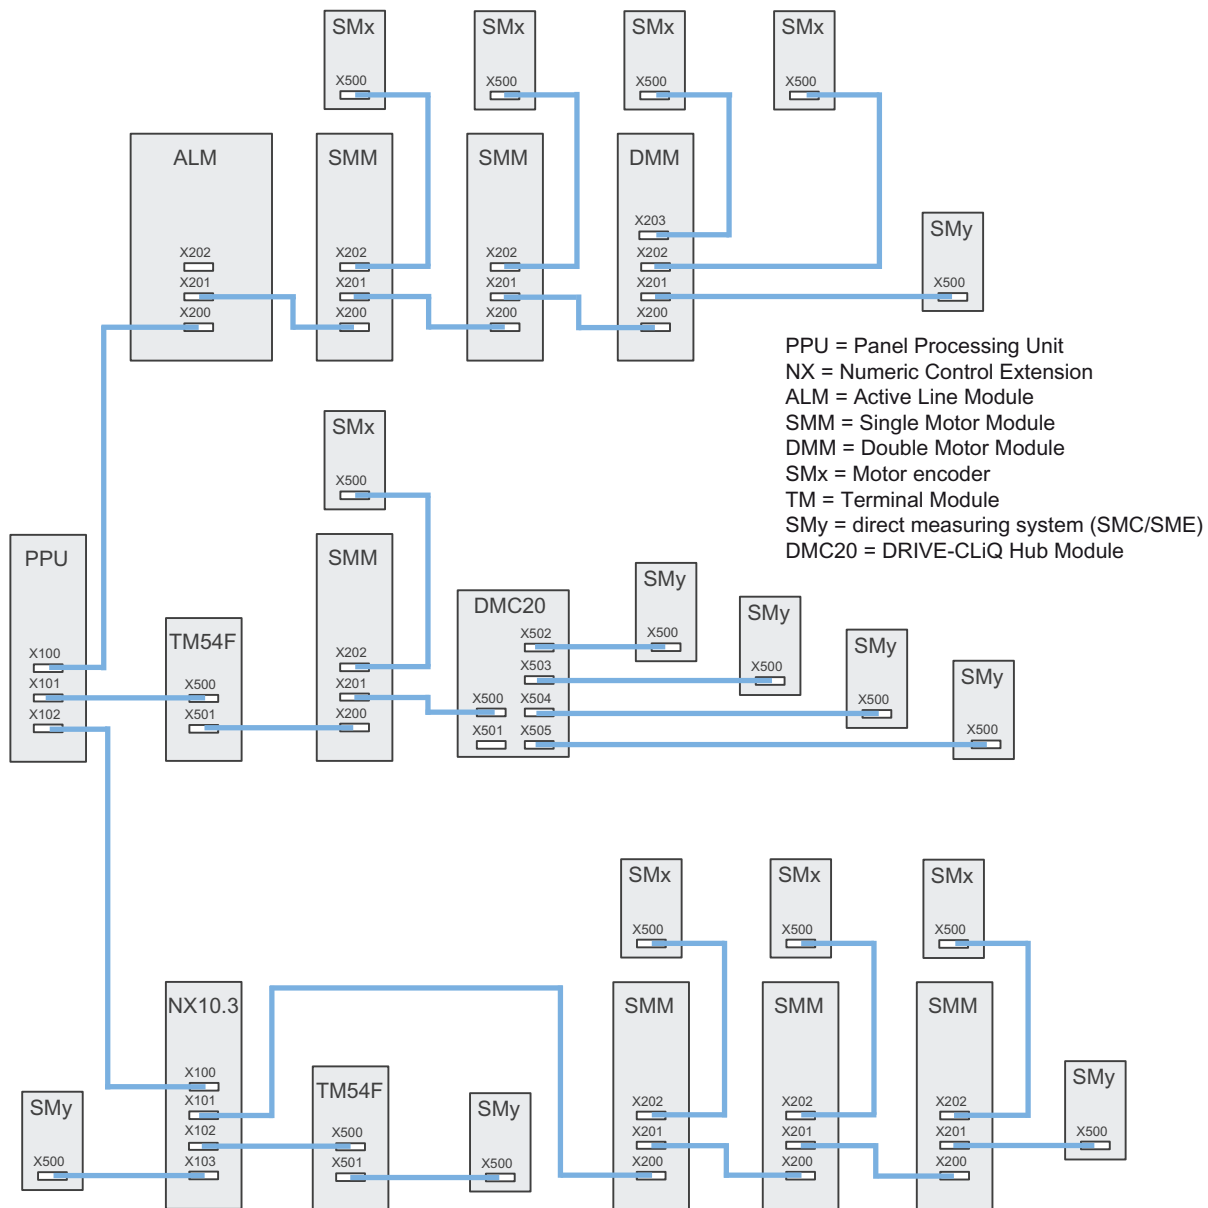 SMx
X500
SMx
X500
SMx
X500
SMx
X500
ALM
X202
X201
X200
SMM
X202
X201
X200
SMM
X202
X201
X200
DMM
X203
X202
X201
X200
SMy
X500
PPU = Panel Processing Unit
NX = Numeric Control Extension
ALM = Active Line Module
SMM = Single Motor Module
DMM = Double Motor Module
SMx = Motor encoder
TM = Terminal Module
SMy = direct measuring system (SMC/SME)
DMC20 = DRIVE-CLiQ Hub Module
SMx
X500
PPU
X100
X101
X102
TM54F
X500
X501
SMM
X202
X201
X200
DMC20
X502
X503
X500 X504
X501 X505
SMy
X500
SMy
X500
SMy
X500
SMy
X500
SMx
X500
SMx
X500
SMx
X500
SMy
X500
NX10.3
X100
X101
X102
X103
TM54F
X500
X501
SMy
X500
SMM
X202
X201
X200
SMM
X202
X201
X200
SMM
X202
X201
X200
SMy
X500